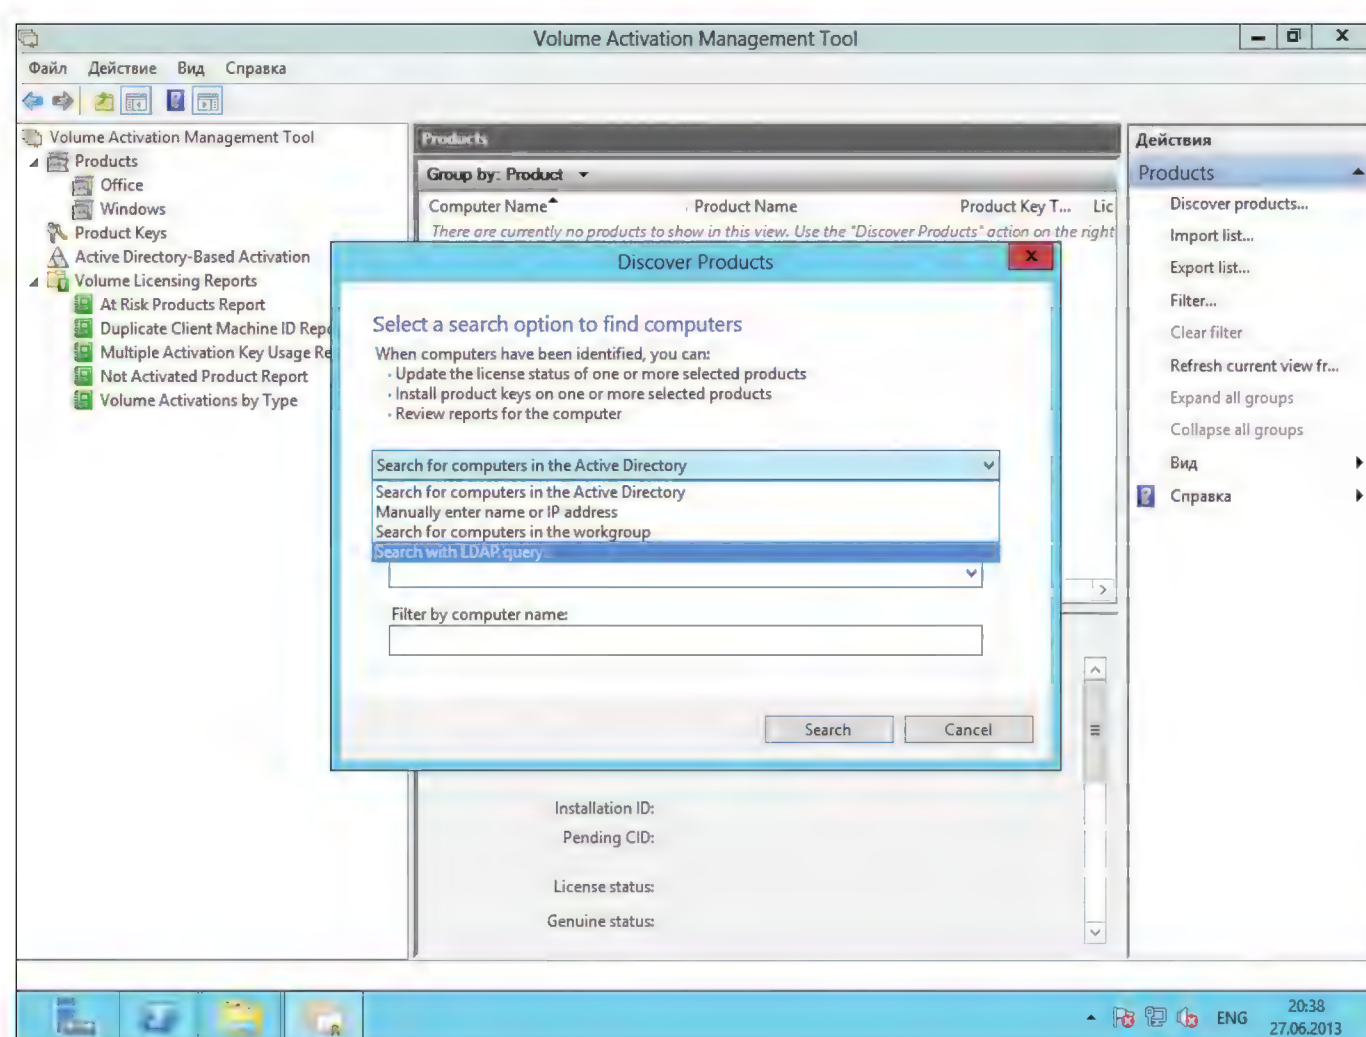 Volume Activation Management Tool
Файл Действие Вид Справка
Volume Activation Management Tool
Products
Office
Windows
Product Keys
Active Directory-Based Activation
Volume Licensing Reports
At Risk Products Report
Duplicate Client Machine ID Repo
Multiple Activation Key Usage Re
Not Activated Product Report
Volume Activations by Type
Products
Group by: Product
Computer Name Product Name Product Key T... Lic
There are currently no products to show in this view. Use the "Discover Products" action on the right
Discover Products
Select a search option to find computers
When computers have been identified, you can:
· Update the license status of one or more selected products
· Install product keys on one or more selected products
· Review reports for the computer
Search for computers in the Active Directory
Search for computers in the Active Directory
Manually enter name or IP address
Search for computers in the workgroup
Search with LDAP query
Filter by computer name:
Search Cancel
Installation ID:
Pending CID:
License status:
Genuine status:
Действия
Products
Discover products...
Import list...
Export list...
Filter...
Clear filter
Refresh current view fr...
Expand all groups
Collapse all groups
Вид
Справка
ENG
20:38
27.06.2013